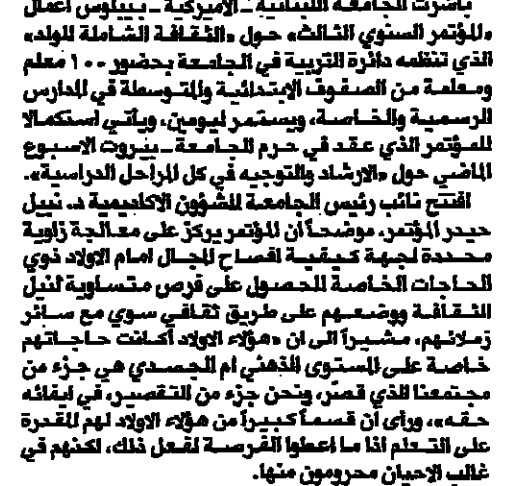 باشرت الجامعة اللبنانية ـ الاميركية ـ بيبلوس اعمال
«المؤتمر السنوي الثالث» حول «الثقافة الشاملة للولد»
الذي تنظمه دائرة التربية في الجامعة بحضور ١٠٠ معلم
ومعلمة من الصفوف الابتدائية والمتوسطة في المدارس
الرسمية والخاصة، ويستمر ليومين، ويأتي استكمالا
للمؤتمر الذي عقد في حرم الجامعة ـ بيروت الاسبوع
الماضي حول «الارشاد والتوجيه في كل المراحل الدراسية».
افتتح نائب رئيس الجامعة للشؤون الاكاديمية د. نبيل
حيدر المؤتمر، موضحاً ان المؤتمر يركز على معالجة زاوية
محددة لجهة كيفية افساح المجال امام الاولاد ذوي
الحاجات الخاصة للحصول على فرص متساوية لنيل
الثقافة ووضعهم على طريق ثقافي سوي مع سائر
زملائهم، مشيراً الى ان «هؤلاء الاولاد أكانت حاجاتهم
خاصة على المستوى الذهني ام الجسدي هي جزء من
مجتمعنا الذي قصر، ونحن جزء من التقصير، في ايفائه
حقه»، ورأى أن قسماً كبيراً من هؤلاء الاولاد لهم المقدرة
على التعلم اذا ما اعطوا الفرصة لفعل ذلك، لكنهم في
غالب الاحيان محرومون منها.